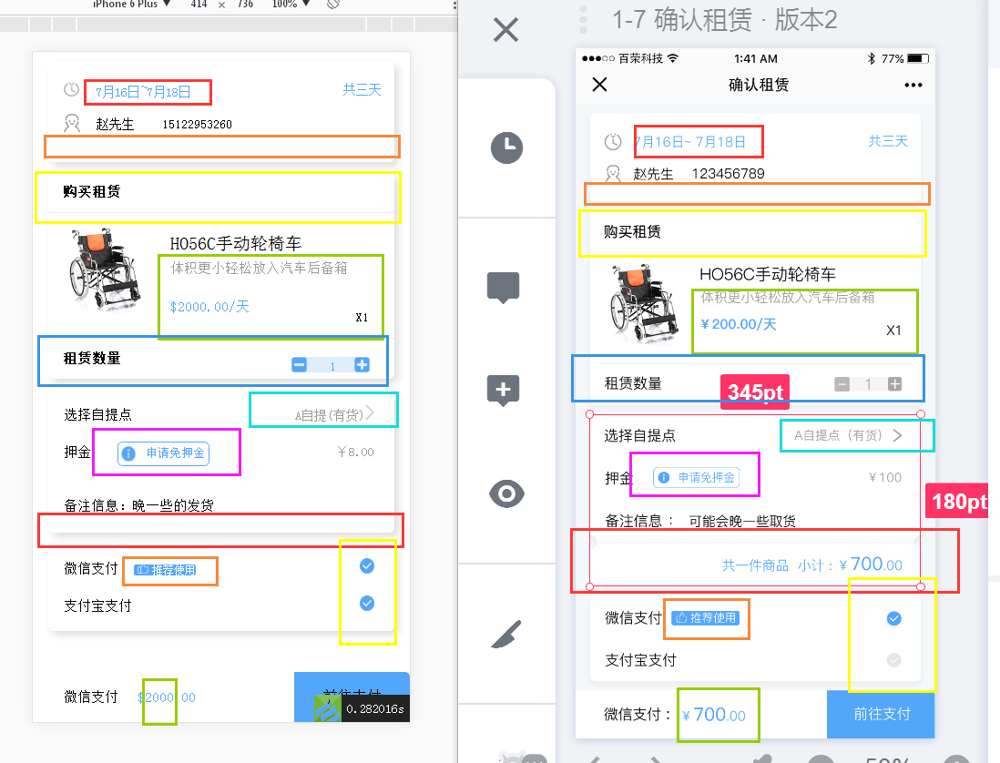 iPhone 6 Plus ▼ 414 × 736 100% ▼
7月16日~7月18日 共三天
赵先生 15122953260
购买租赁
HO56C手动轮椅车
体积更小轻松放入汽车后备箱
$2000.00/天
X1
租赁数量 1
选择自提点 A自提(有货)
押金 申请免押金 ¥8.00
备注信息: 晚一些的发货
微信支付 推荐使用
支付宝支付
微信支付 $2000.00
前往支付
0.282016s
1-7 确认租赁 · 版本2
百荣科技 1:41 AM 77%
确认租赁
7月16日~ 7月18日 共三天
赵先生 123456789
购买租赁
HO56C手动轮椅车
体积更小轻松放入汽车后备箱
¥200.00/天
X1
租赁数量 1
345pt
选择自提点 A自提点（有货）
押金 申请免押金 ¥100
180pt
备注信息： 可能会晚一些取货
共一件商品 小计：¥700.00
微信支付 推荐使用
支付宝支付
微信支付： ¥700.00 前往支付